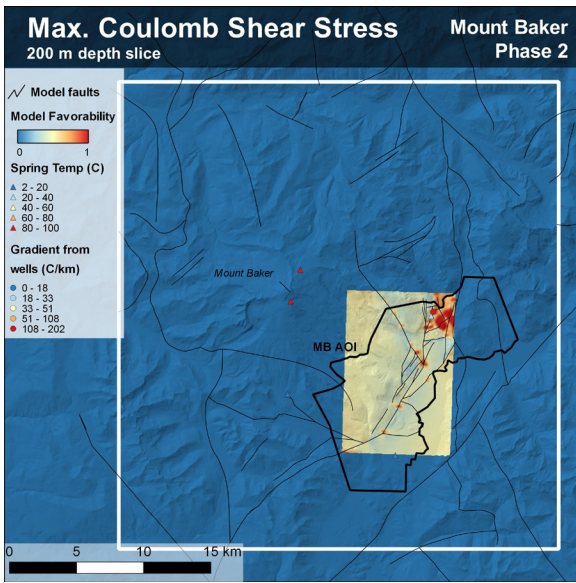 Max. Coulomb Shear Stress
200 m depth slice
Mount Baker
Phase 2
Model faults
Model Favorability
0 1
Spring Temp (C)
2 - 20
20 - 40
40 - 60
60 - 80
80 - 100
Gradient from
wells (C/km)
0 - 18
18 - 33
33 - 51
51 - 108
108 - 202
Mount Baker
MB AOI
0 5 10 15 km